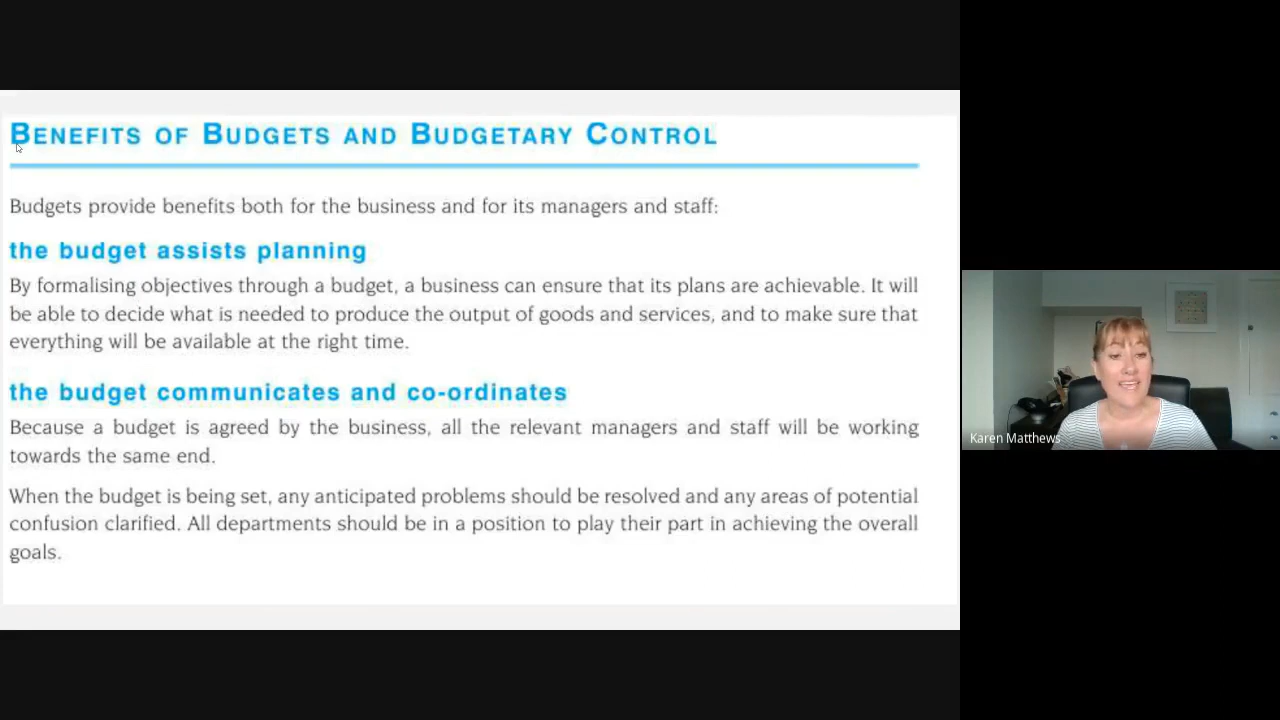 BENEFITS OF BUDGETS AND BUDGETARY CONTROL
Budgets provide benefits both for the business and for its managers and staff:
the budget assists planning
By formalising objectives through a budget, a business can ensure that its plans are achievable. It will
be able to decide what is needed to produce the output of goods and services, and to make sure that
everything will be available at the right time.
the budget communicates and co-ordinates
Because a budget is agreed by the business, all the relevant managers and staff will be working
towards the same end.
When the budget is being set, any anticipated problems should be resolved and any areas of potential
confusion clarified. All departments should be in a position to play their part in achieving the overall
goals.
Karen Matthews